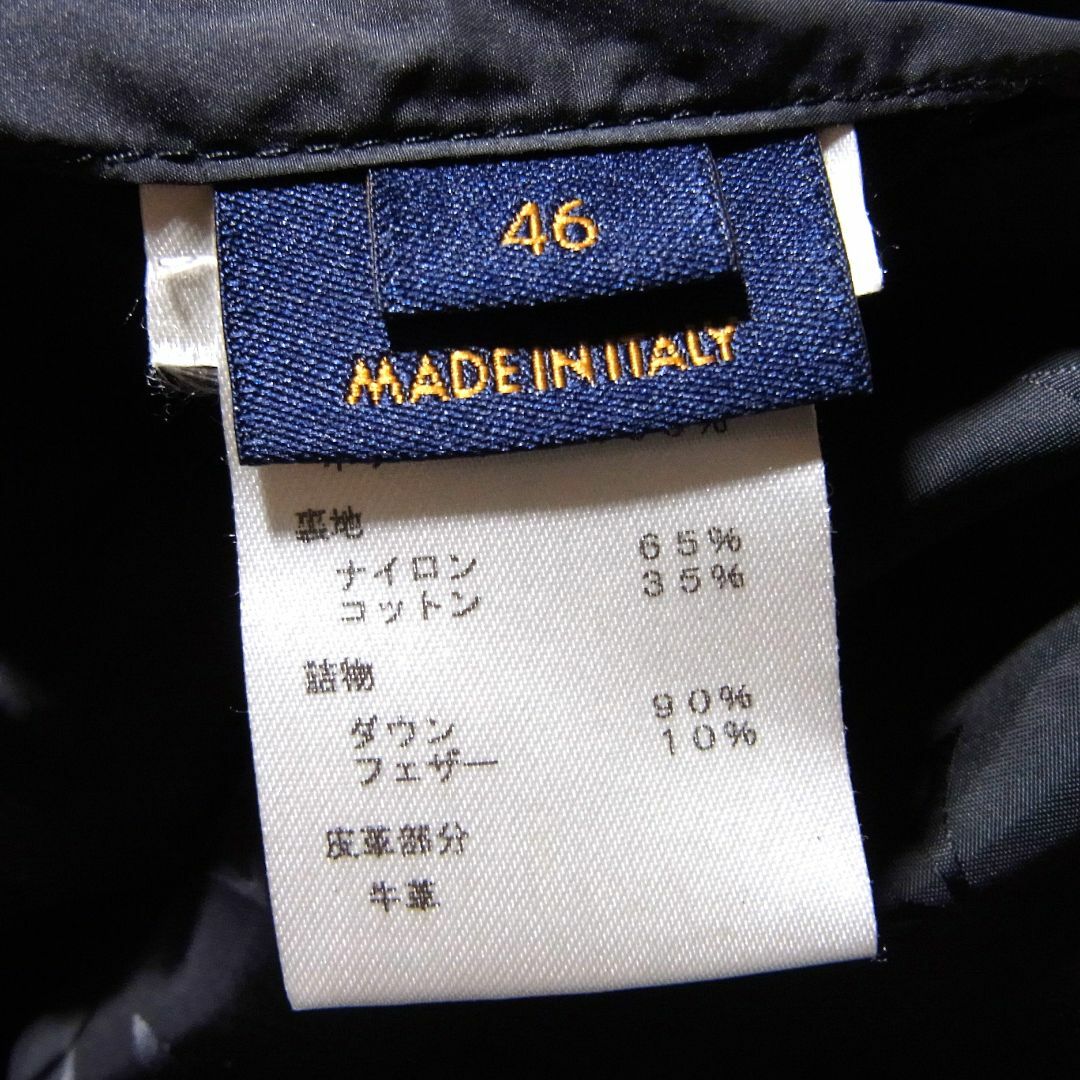 46
MADE IN ITALY
裏地
ナイロン 65%
コットン 35%
詰物
ダウン 90%
フェザー 10%
皮革部分
牛革